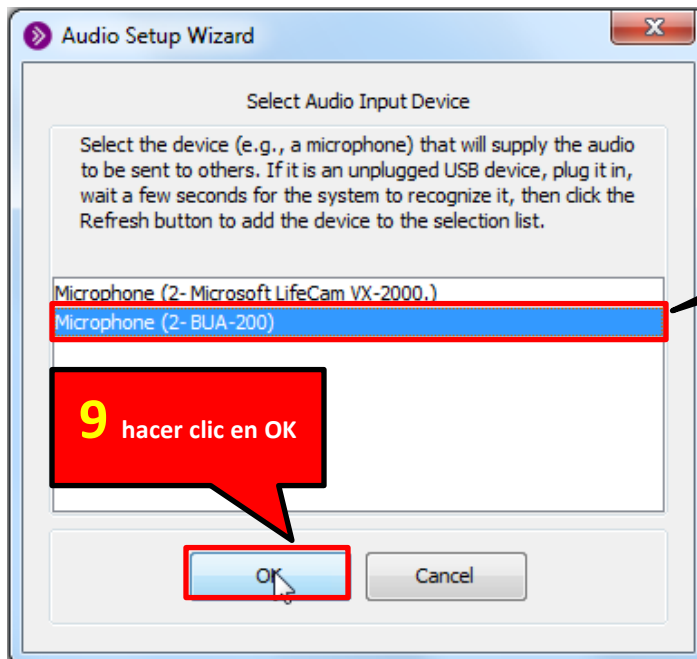 Audio Setup Wizard
Select Audio Input Device
Select the device (e.g., a microphone) that will supply the audio
to be sent to others. If it is an unplugged USB device, plug it in,
wait a few seconds for the system to recognize it, then click the
Refresh button to add the device to the selection list.
Microphone (2- Microsoft LifeCam VX-2000.)
Microphone (2- BUA-200)
9 hacer clic en OK
OK Cancel